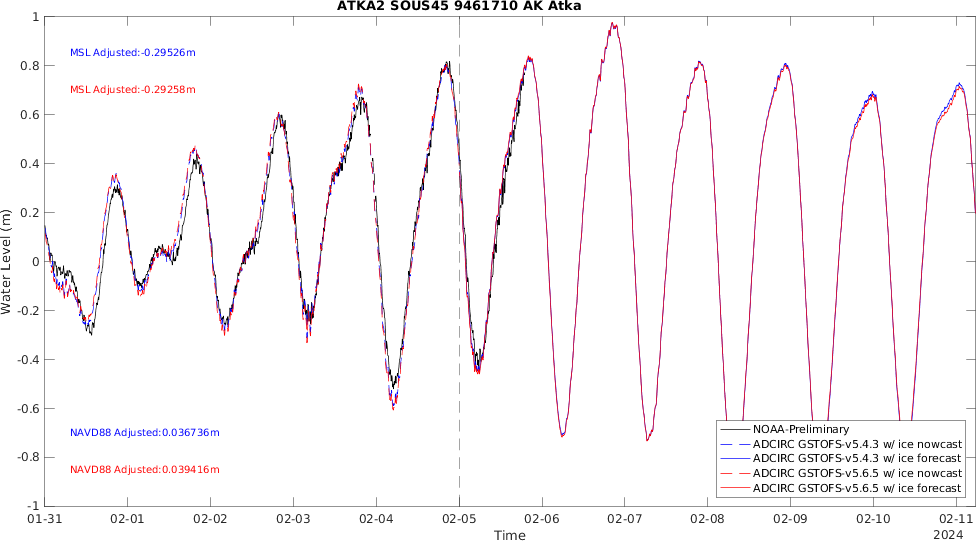 ATKA2 SOUS45 9461710 AK Atka
MSL Adjusted:-0.29526m
MSL Adjusted:-0.29258m
NAVD88 Adjusted:0.036736m
NAVD88 Adjusted:0.039416m
Water Level (m)
1
0.8
0.6
0.4
0.2
0
-0.2
-0.4
-0.6
-0.8
-1
NOAA-Preliminary
ADCIRC GSTOFS-v5.4.3 w/ ice nowcast
ADCIRC GSTOFS-v5.4.3 w/ ice forecast
ADCIRC GSTOFS-v5.6.5 w/ ice nowcast
ADCIRC GSTOFS-v5.6.5 w/ ice forecast
01-31 02-01 02-02 02-03 02-04 02-05 02-06 02-07 02-08 02-09 02-10 02-11
Time
2024